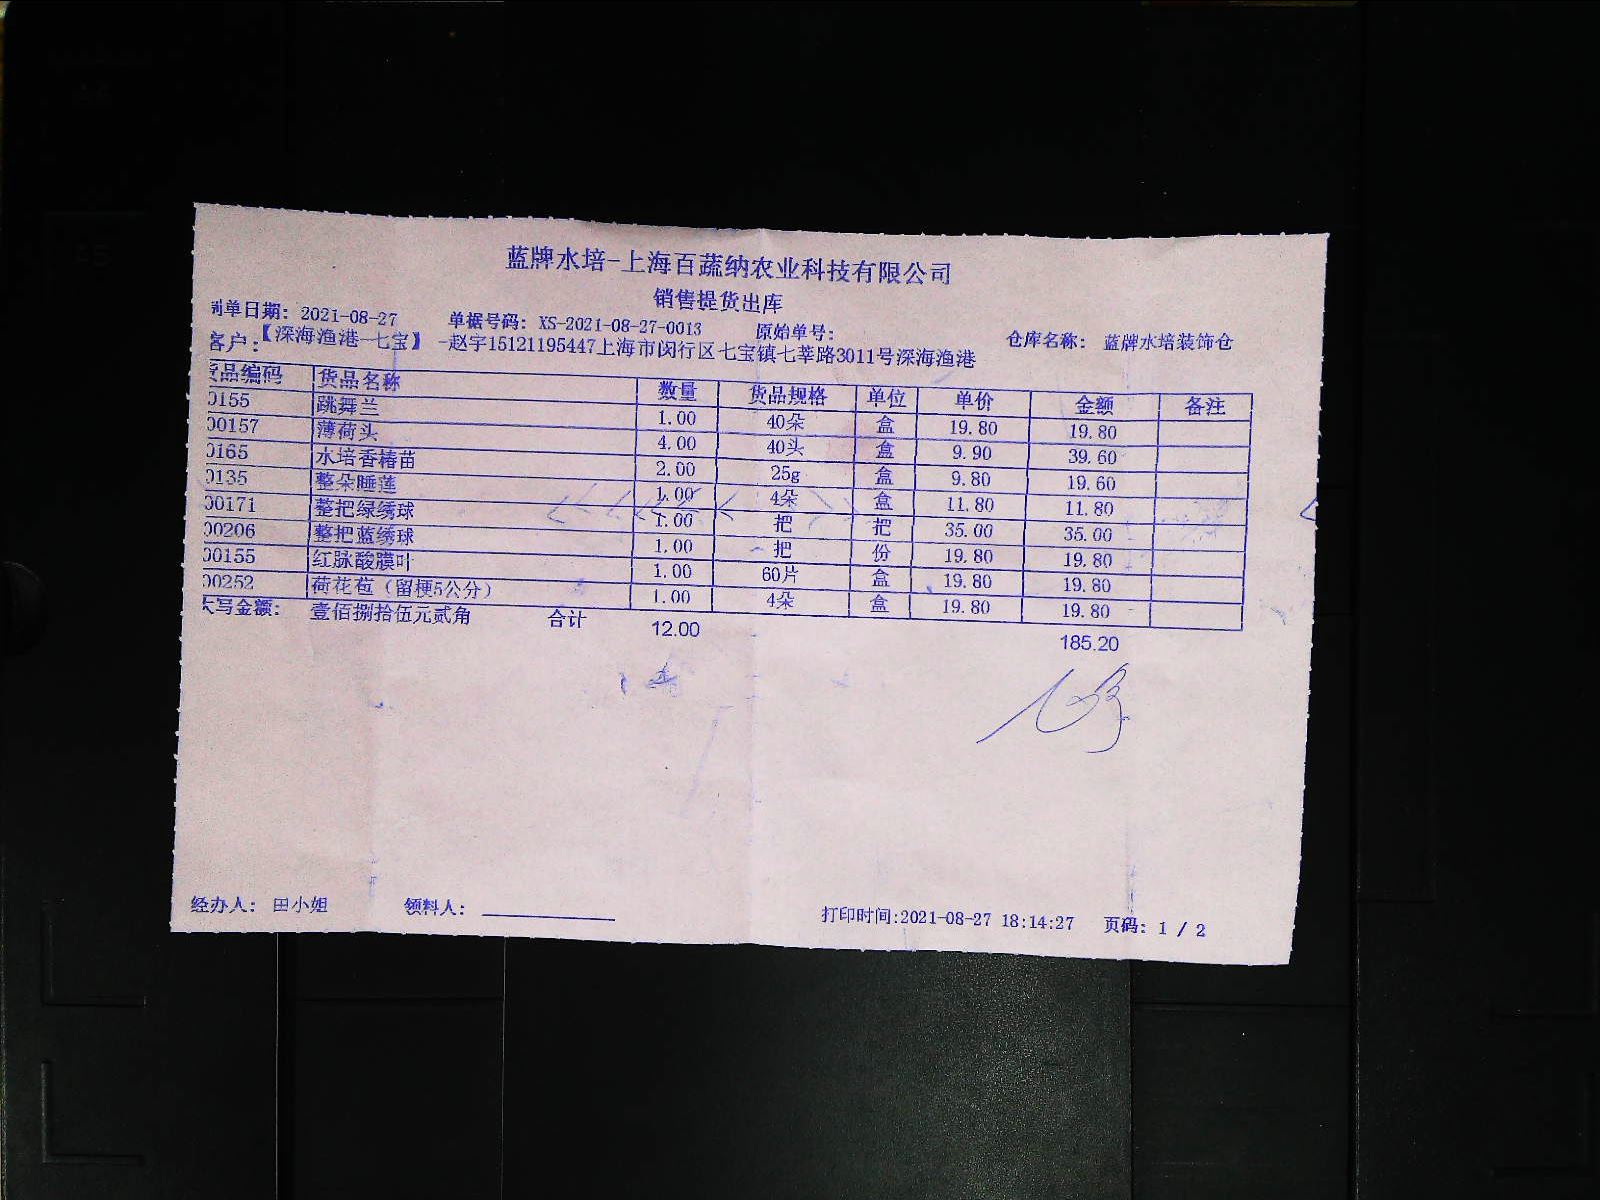 蓝牌水培-上海百蔬纳农业科技有限公司
销售提货出库
制单日期: 2021-08-27 单据号码: XS-2021-08-27-0013 原始单号: 仓库名称: 蓝牌水培装饰仓
客户: 【深海渔港-七宝】 -赵宇15121195447上海市闵行区七宝镇七莘路3011号深海渔港
货品编码 货品名称 数量 货品规格 单位 单价 金额 备注
0155 跳舞兰 1.00 40朵 盒 19.80 19.80
00157 薄荷头 4.00 40头 盒 9.90 39.60
0165 水培香椿苗 2.00 25g 盒 9.80 19.60
0135 整朵睡莲 1.00 4朵 盒 11.80 11.80
00171 整把绿绣球 1.00 把 把 35.00 35.00
00206 整把蓝绣球 1.00 把 份 19.80 19.80
00155 红脉酸膜叶 1.00 60片 盒 19.80 19.80
00252 荷花苞（留梗5公分） 1.00 4朵 盒 19.80 19.80
大写金额: 壹佰捌拾伍元贰角 合计 12.00 185.20
经办人: 田小姐 领料人: 打印时间:2021-08-27 18:14:27 页码: 1 / 2